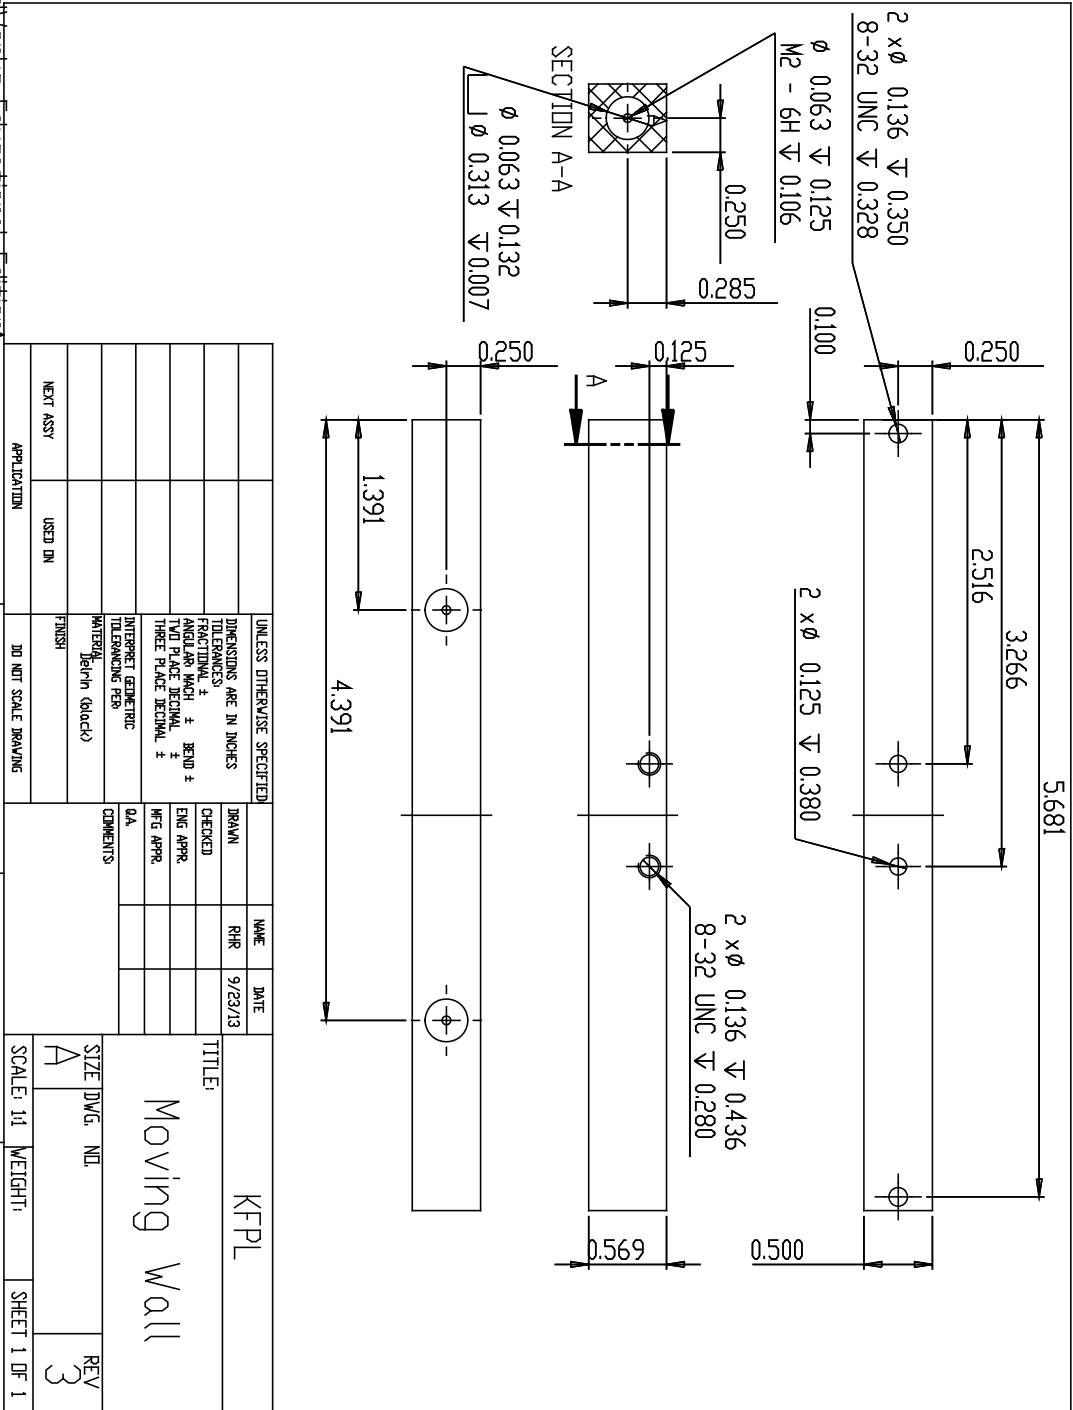 2 x⌀ 0.136 ↧ 0.350
8-32 UNC ↧ 0.328
⌀ 0.063 ↧ 0.125
M2 - 6H ↧ 0.106
0.250
0.285
SECTION A-A
⌀ 0.063 ↧ 0.132
⌴ ⌀ 0.313 ↧ 0.007
0.250
0.100
5.681
3.266
2.516
2 x⌀ 0.125 ↧ 0.380
0.500
0.125
A
2 x⌀ 0.136 ↧ 0.436
8-32 UNC ↧ 0.280
0.569
0.250
1.391
4.391
NEXT ASSY
USED ON
APPLICATION
UNLESS OTHERWISE SPECIFIED:
DIMENSIONS ARE IN INCHES
TOLERANCES:
FRACTIONAL ±
ANGULAR: MACH ± BEND ±
TWO PLACE DECIMAL ±
THREE PLACE DECIMAL ±
INTERPRET GEOMETRIC
TOLERANCING PER:
MATERIAL
Delrin (black)
FINISH
DO NOT SCALE DRAWING
NAME
DATE
DRAWN
RHR
9/23/13
CHECKED
ENG APPR.
MFG APPR.
Q.A.
COMMENTS:
KFPL
TITLE:
Moving Wall
SIZE
A
DWG. NO.
REV
3
SCALE: 1:1
WEIGHT:
SHEET 1 OF 1